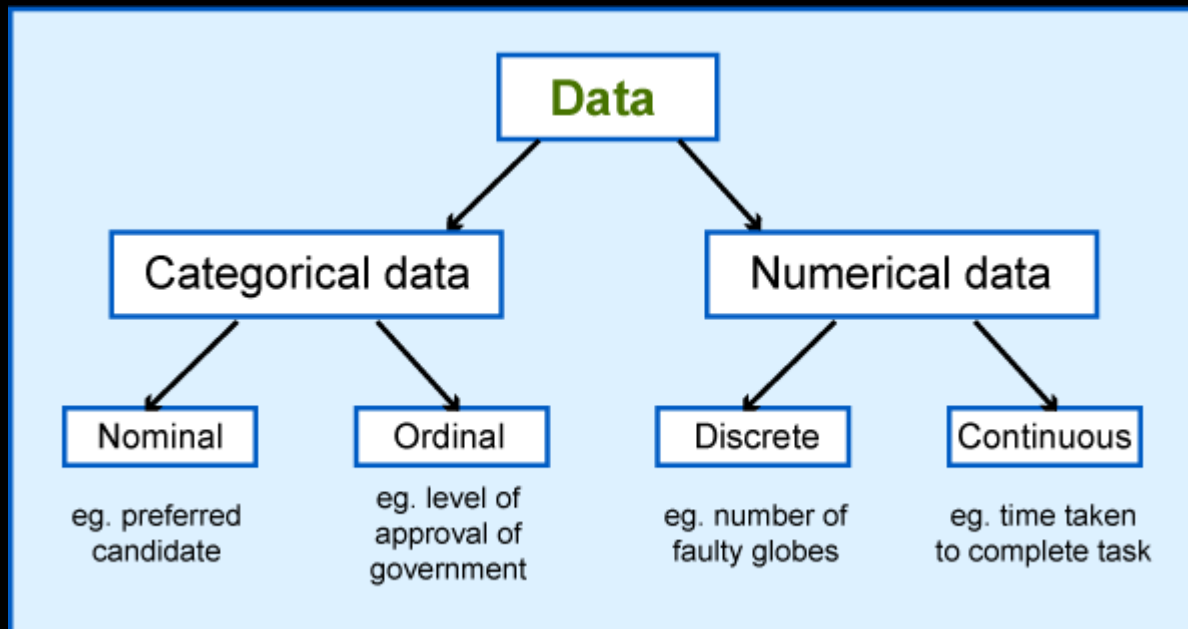 Data
Categorical data
Numerical data
Nominal
Ordinal
Discrete
Continuous
eg. preferred
candidate
eg. level of
approval of
government
eg. number of
faulty globes
eg. time taken
to complete task